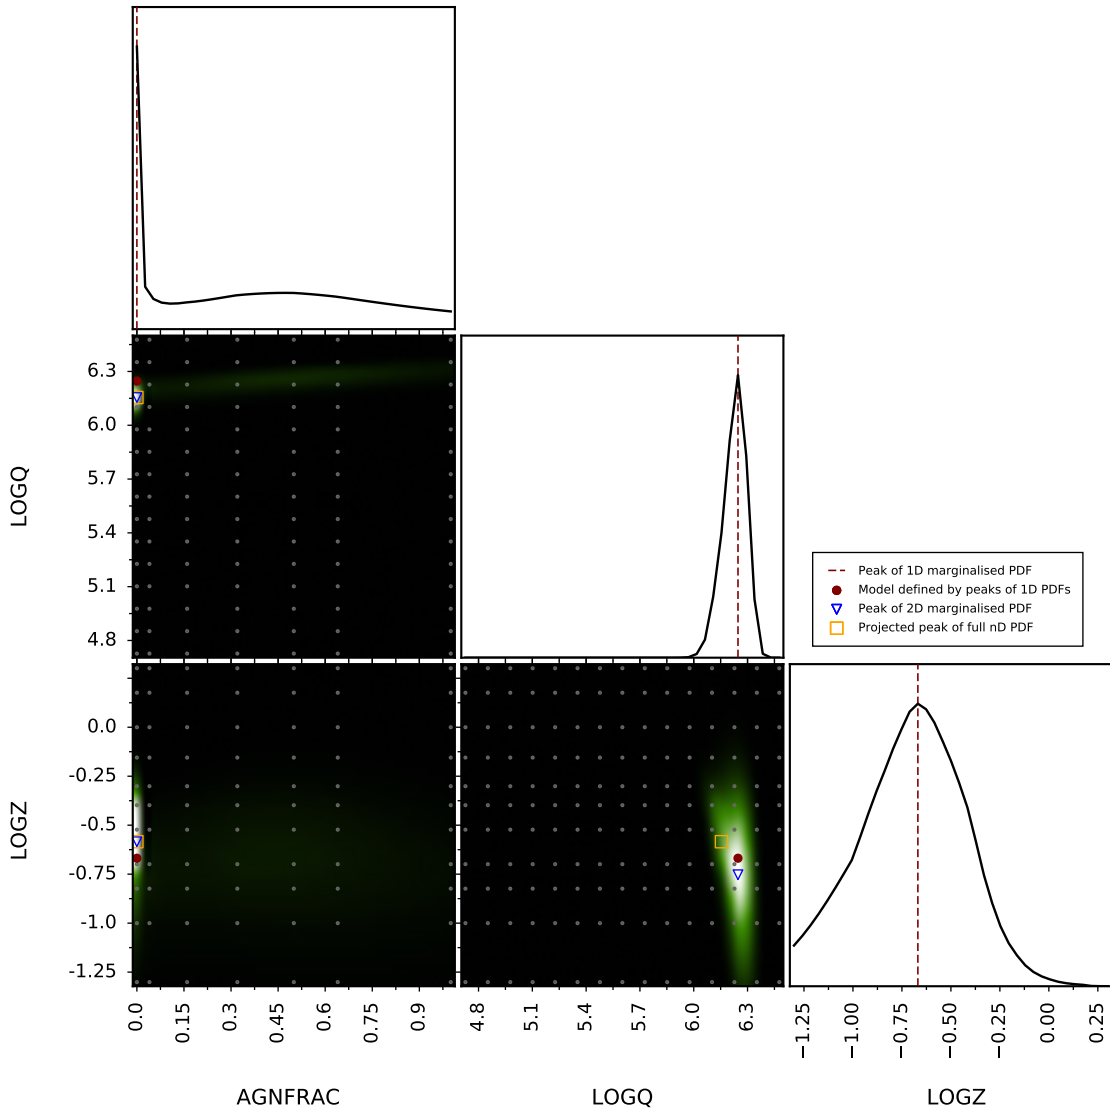 6.3
6.0
5.7
5.4
5.1
4.8
LOGQ
Peak of 1D marginalised PDF
Model defined by peaks of 1D PDFs
Peak of 2D marginalised PDF
Projected peak of full nD PDF
0.0
-0.25
-0.5
-0.75
-1.0
-1.25
LOGZ
0.0 0.15 0.3 0.45 0.6 0.75 0.9
4.8 5.1 5.4 5.7 6.0 6.3
−1.25 −1.00 −0.75 −0.50 −0.25 0.00 0.25
AGNFRAC
LOGQ
LOGZ